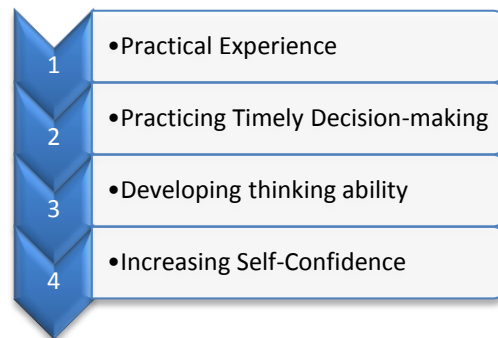 1
•Practical Experience
2
•Practicing Timely Decision-making
3
•Developing thinking ability
4
•Increasing Self-Confidence